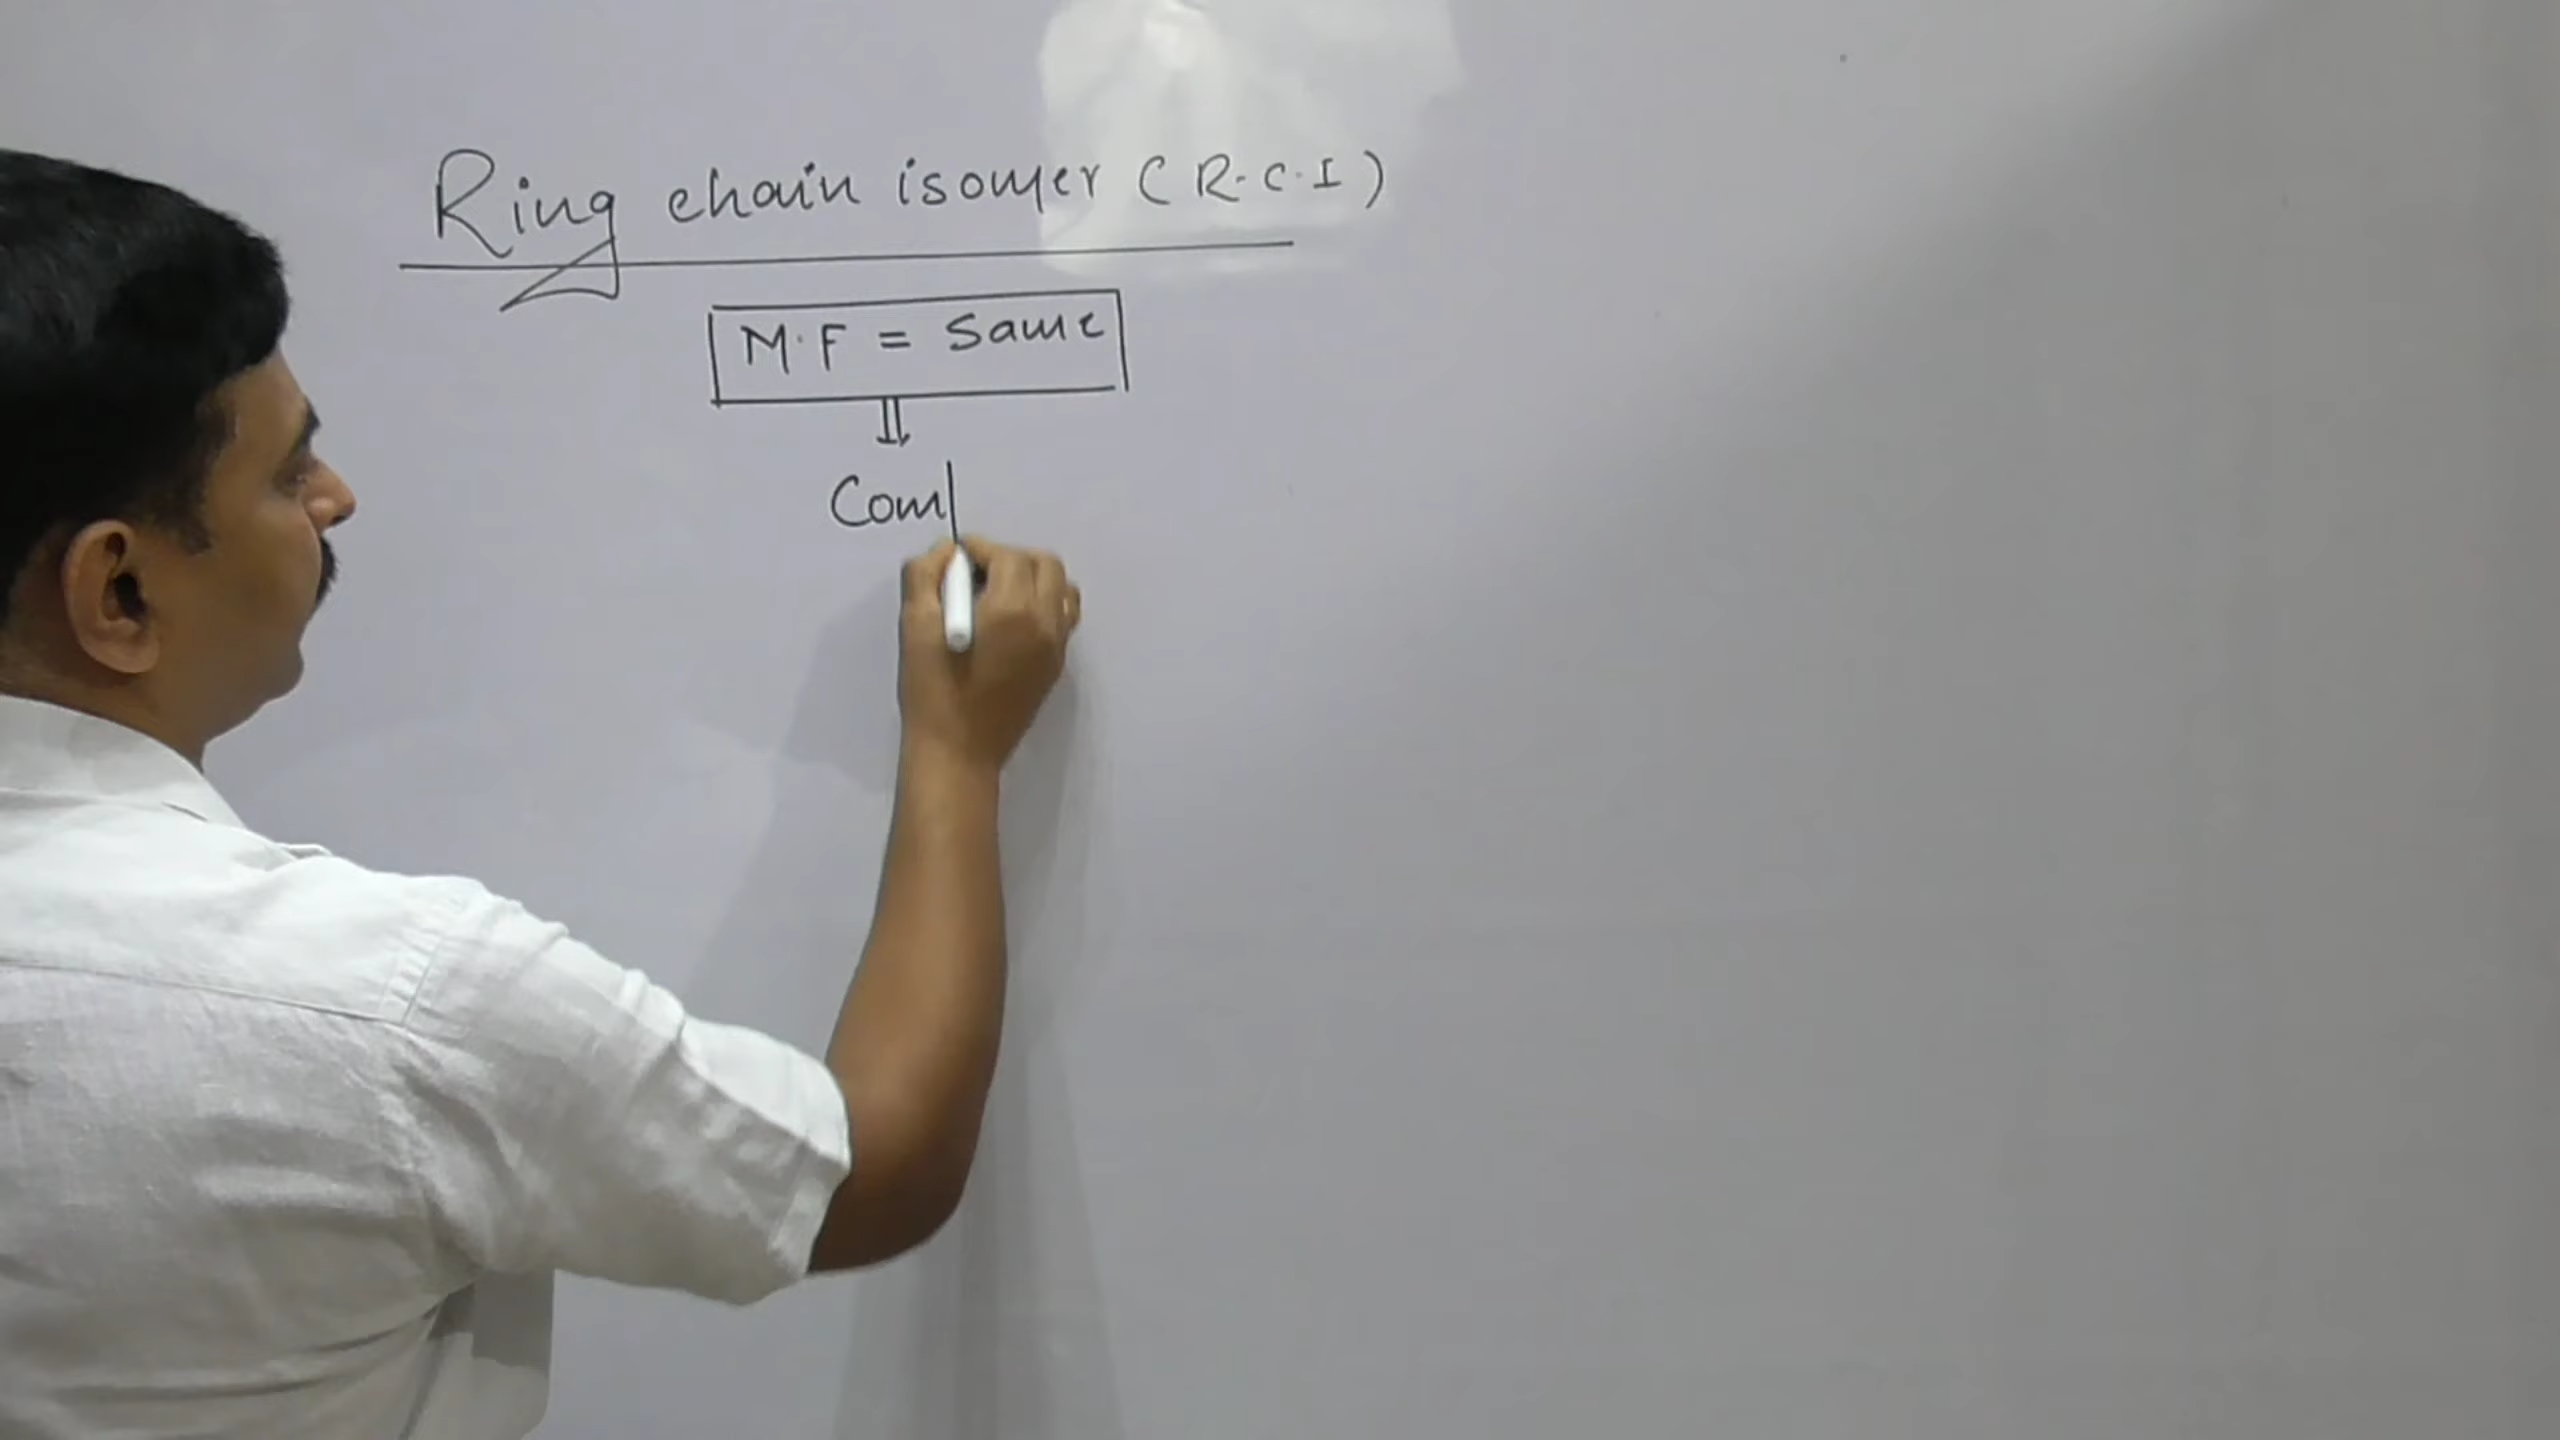 Ring chain isomer (R.C.I)
M.F = Same
Com